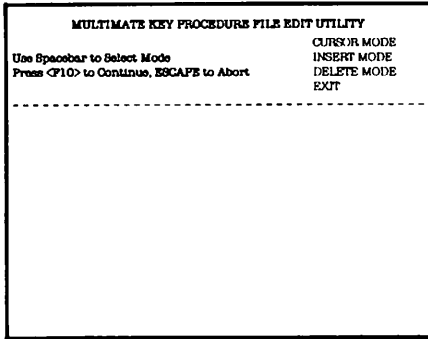 MULTIMATE KEY PROCEDURE FILE EDIT UTILITY
CURSOR MODE
Use Spacebar to Select Mode INSERT MODE
Press <F10> to Continue, ESCAPE to Abort DELETE MODE
EXIT